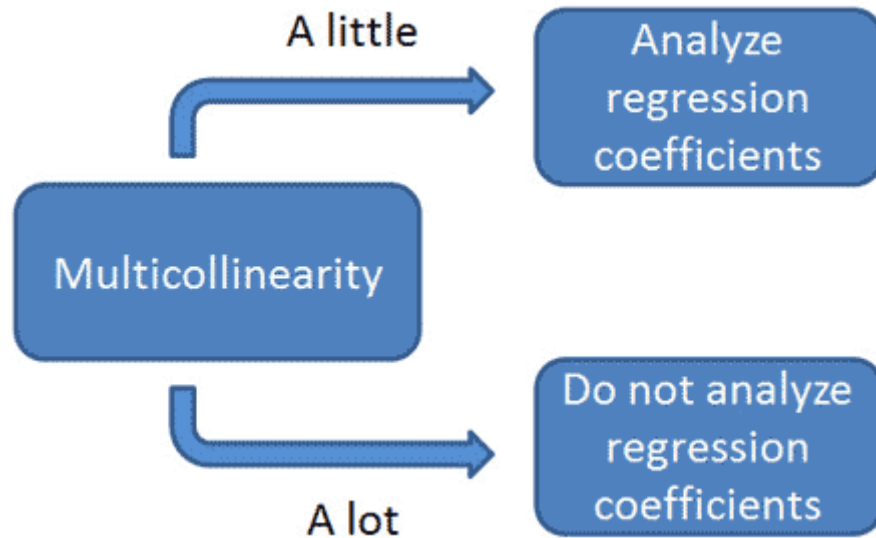 A little
Analyze
regression
coefficients
Multicollinearity
Do not analyze
regression
coefficients
A lot